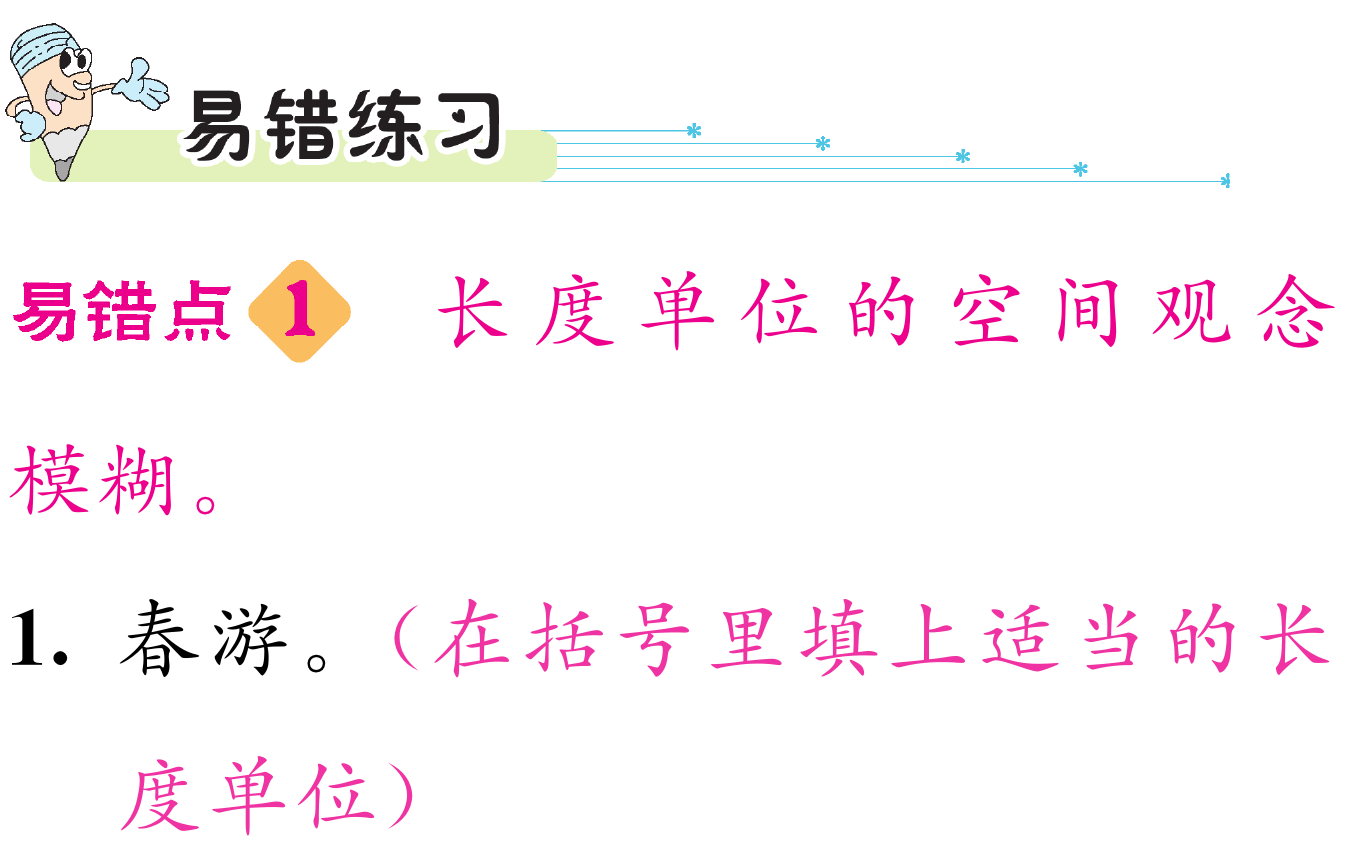 易错练习
易错点 1 长度单位的空间观念
模糊。
1. 春游。(在括号里填上适当的长
度单位)